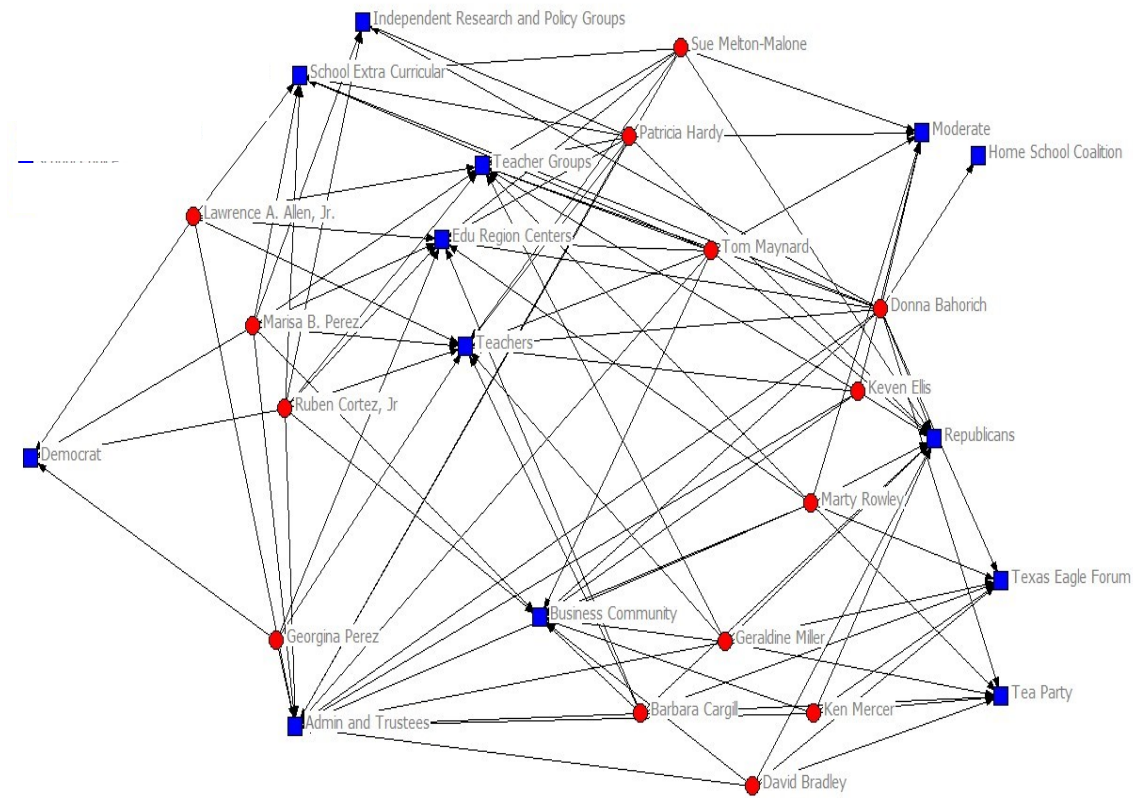 Independent Research and Policy Groups
Sue Melton-Malone
School Extra Curricular
Patricia Hardy
Moderate
Home School Coalition
Teacher Groups
Lawrence A. Allen, Jr.
Edu Region Centers
Tom Maynard
Donna Bahorich
Marisa B. Perez
Teachers
Keven Ellis
Ruben Cortez, Jr
Republicans
Democrat
Marty Rowley
Texas Eagle Forum
Business Community
Georgina Perez
Geraldine Miller
Tea Party
Barbara Cargill
Ken Mercer
Admin and Trustees
David Bradley